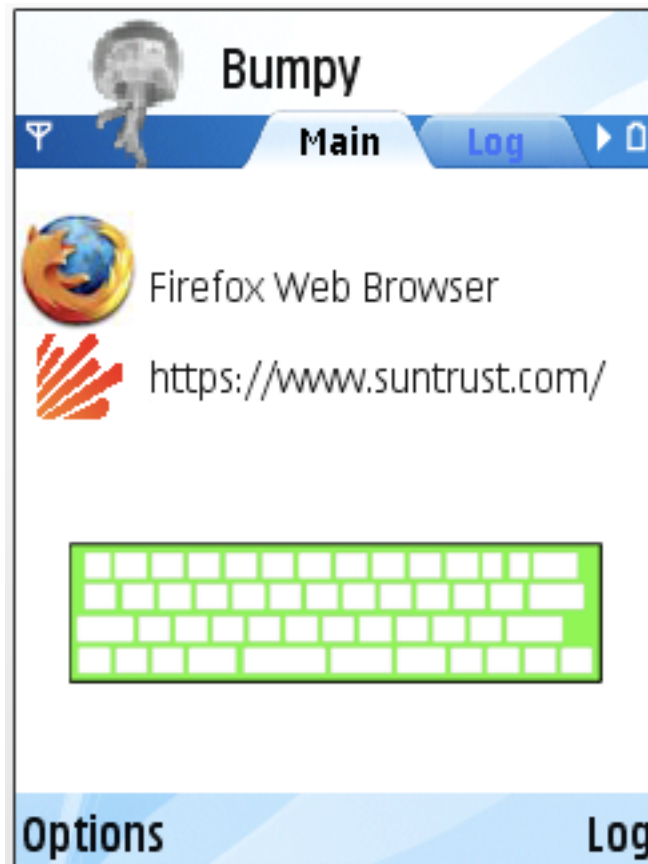 Bumpy
Main Log
Firefox Web Browser
https://www.suntrust.com/
Options Log